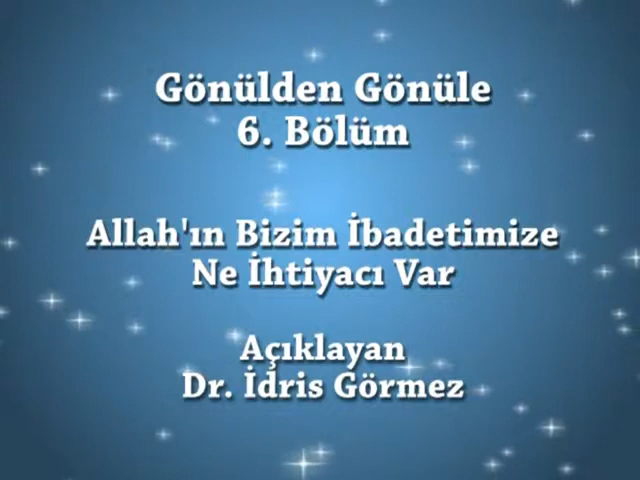 Gönülden Gönüle
6. Bölüm
Allah'ın Bizim İbadetimize
Ne İhtiyacı Var
Açıklayan
Dr. İdris Görmez